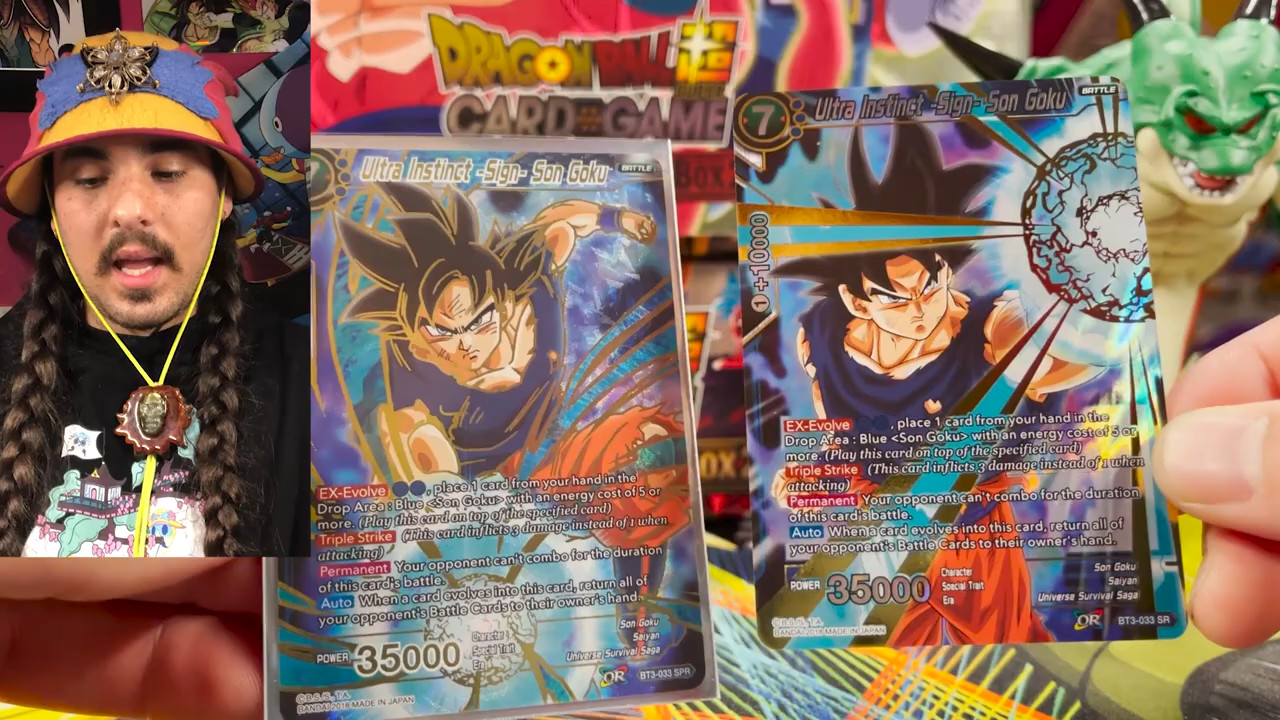 DRAGON BALL
SUPER
CARD GAME
BOX
Ultra Instinct -Sign- Son Goku
BATTLE
EX-Evolve , place 1 card from your hand in the
Drop Area : Blue <Son Goku> with an energy cost of 5 or
more. (Play this card on top of the specified card)
Triple Strike (This card inflicts 3 damage instead of 1 when
attacking)
Permanent Your opponent can't combo for the duration
of this card's battle.
Auto When a card evolves into this card, return all of
your opponent's Battle Cards to their owner's hand.
POWER 35000
Character
Special Trait
Era
Son Goku
Saiyan
Universe Survival Saga
©B.S./S., T.A.
BANDAI 2018 MADE IN JAPAN
OR
BT3-033 SPR
7
Ultra Instinct -Sign- Son Goku
BATTLE
1 +10000
EX-Evolve , place 1 card from your hand in the
Drop Area : Blue <Son Goku> with an energy cost of 5 or
more. (Play this card on top of the specified card)
Triple Strike (This card inflicts 3 damage instead of 1 when
attacking)
Permanent Your opponent can't combo for the duration
of this card's battle.
Auto When a card evolves into this card, return all of
your opponent's Battle Cards to their owner's hand.
POWER 35000
Character
Special Trait
Era
Son Goku
Saiyan
Universe Survival Saga
©B.S./S., T.A.
BANDAI 2018 MADE IN JAPAN
OR
BT3-033 SR
BOX